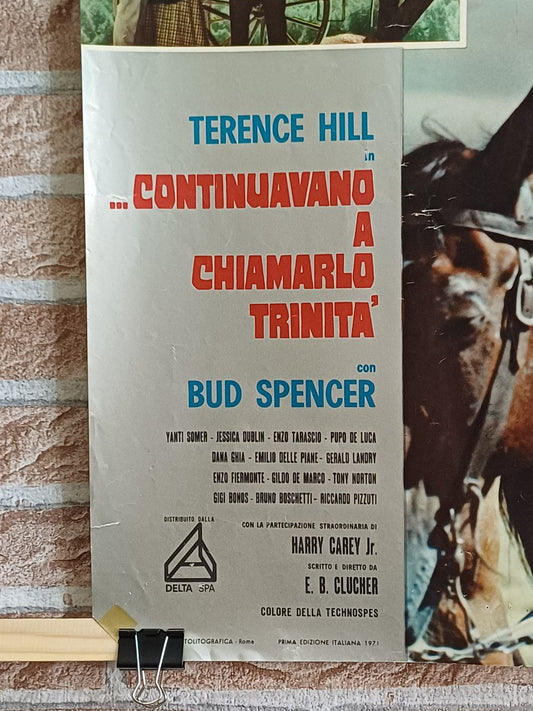 TERENCE HILL
in
...CONTINUAVANO
A
CHIAMARLO
TRINITA'
con
BUD SPENCER
YANTI SOMER - JESSICA DUBLIN - ENZO TARASCIO - PUPO DE LUCA
DANA GHIA - EMILIO DELLE PIANE - GERALD LANDRY
ENZO FIERMONTE - GILDO DE MARCO - TONY NORTON
GIGI BONOS - BRUNO BOSCHETTI - RICCARDO PIZZUTI
DISTRIBUITO DALLA
DELTA SPA
CON LA PARTECIPAZIONE STRAORDINARIA DI
HARRY CAREY Jr.
SCRITTO E DIRETTO DA
E. B. CLUCHER
COLORE DELLA TECHNOSPES
TOLITOGRAFICA - Roma
PRIMA EDIZIONE ITALIANA 1971